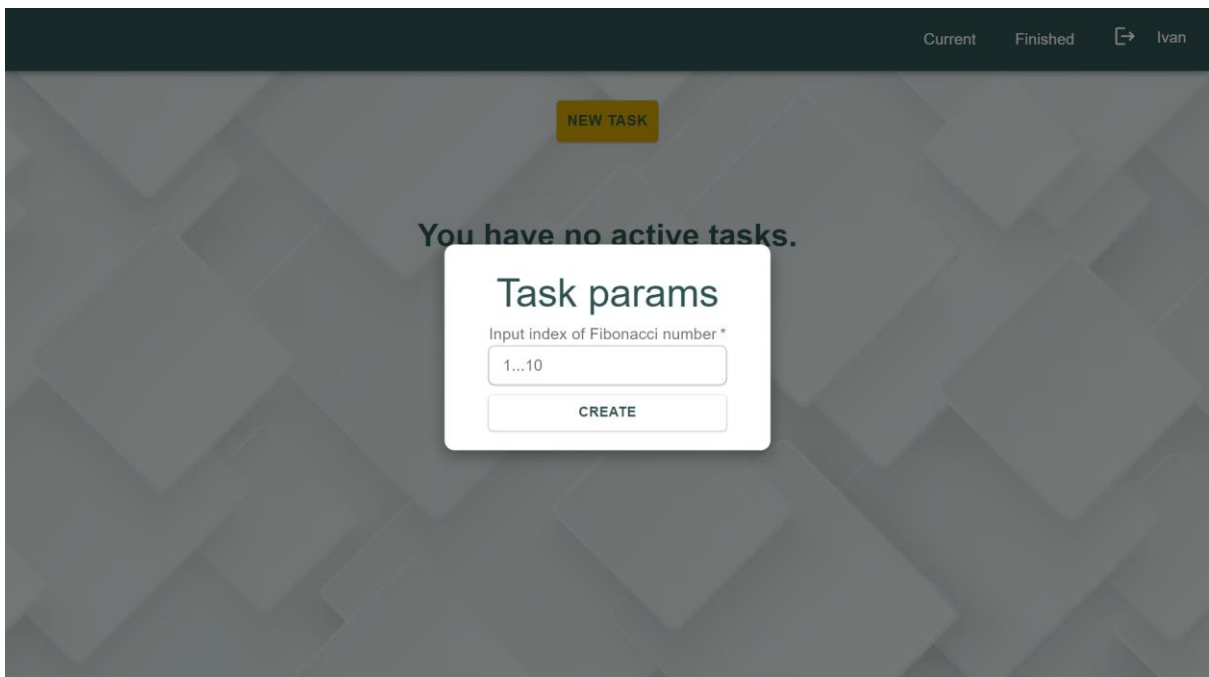 Current Finished Ivan
NEW TASK
You have no active tasks.
Task params
Input index of Fibonacci number *
1...10
CREATE